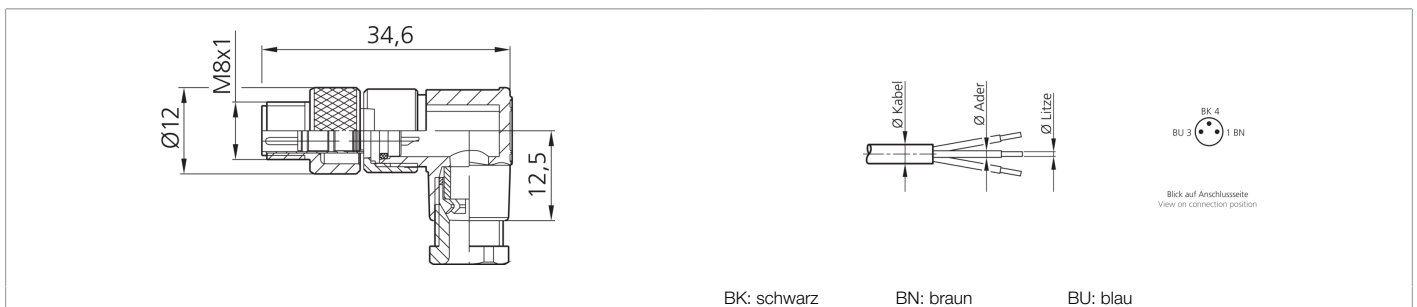 34,6
M8x1
Ø12
12,5
Ø Kabel
Ø Ader
Ø Litze
BK 4
BU 3
1 BN
Blick auf Anschlussseite
View on connection position
BK: schwarz
BN: braun
BU: blau